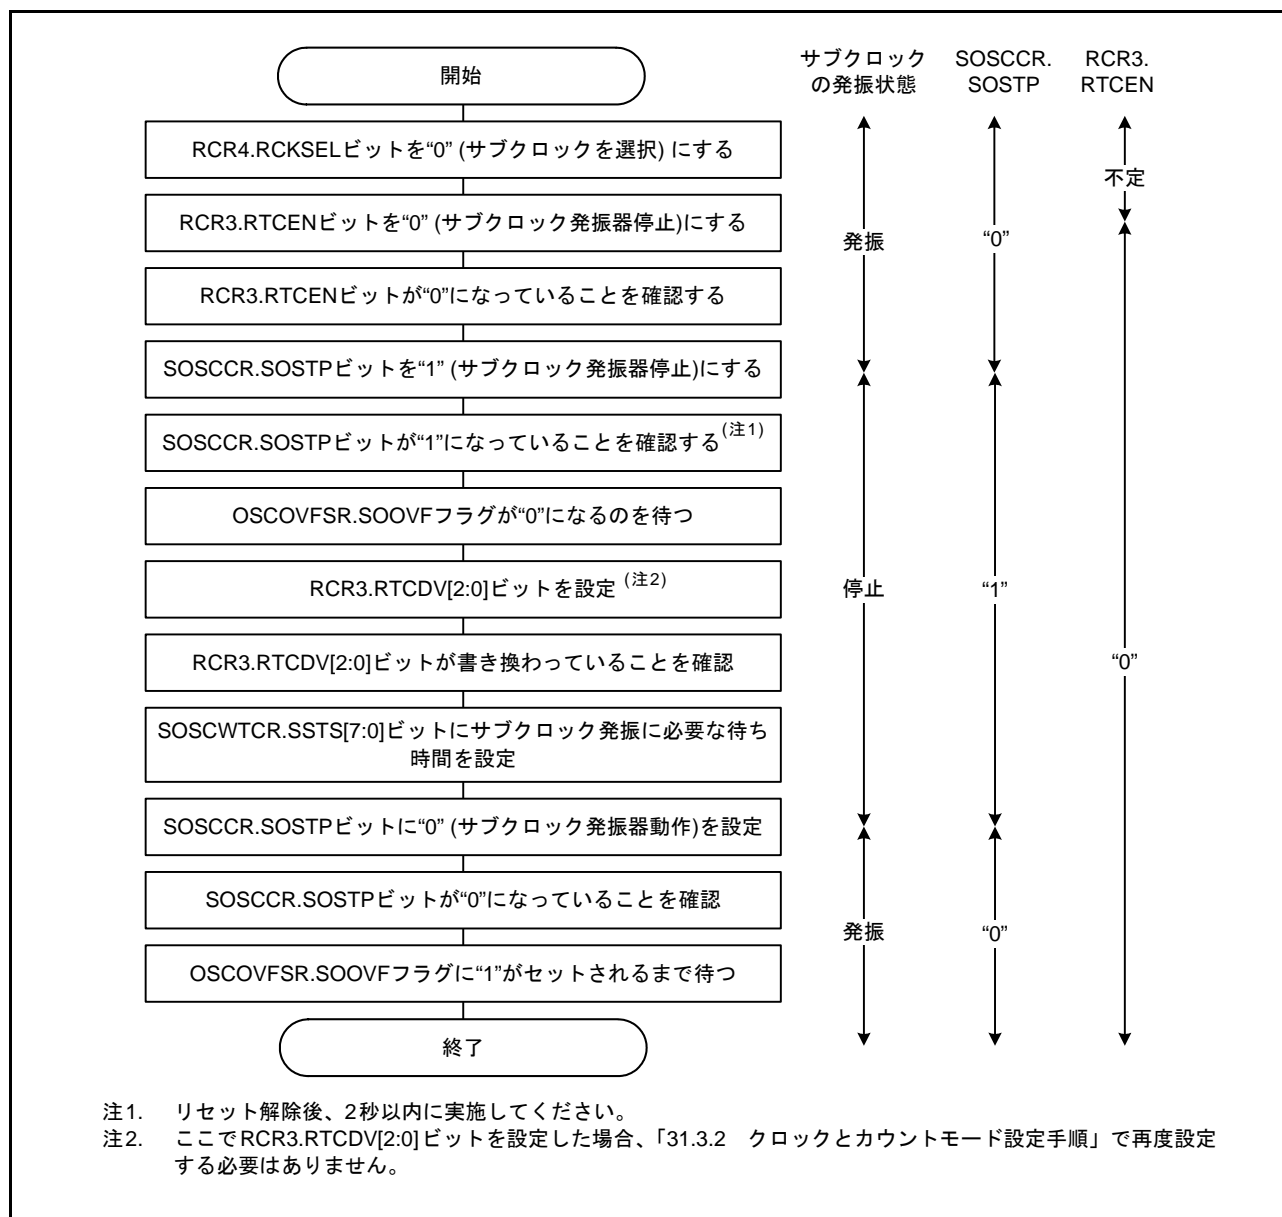 開始
RCR4.RCKSELビットを“0” (サブクロックを選択) にする
RCR3.RTCENビットを“0” (サブクロック発振器停止)にする
RCR3.RTCENビットが“0”になっていることを確認する
SOSCCR.SOSTPビットを“1” (サブクロック発振器停止)にする
SOSCCR.SOSTPビットが“1”になっていることを確認する(注1)
OSCOVFSR.SOOVFフラグが“0”になるのを待つ
RCR3.RTCDV[2:0]ビットを設定 (注2)
RCR3.RTCDV[2:0]ビットが書き換わっていることを確認
SOSCWTCR.SSTS[7:0]ビットにサブクロック発振に必要な待ち
時間を設定
SOSCCR.SOSTPビットに“0” (サブクロック発振器動作)を設定
SOSCCR.SOSTPビットが“0”になっていることを確認
OSCOVFSR.SOOVFフラグに“1”がセットされるまで待つ
終了
サブクロック
の発振状態
発振
停止
発振
SOSCCR.
SOSTP
“0”
“1”
“0”
RCR3.
RTCEN
不定
“0”
注1. リセット解除後、2秒以内に実施してください。
注2. ここでRCR3.RTCDV[2:0]ビットを設定した場合、「31.3.2 クロックとカウントモード設定手順」で再度設定
する必要はありません。